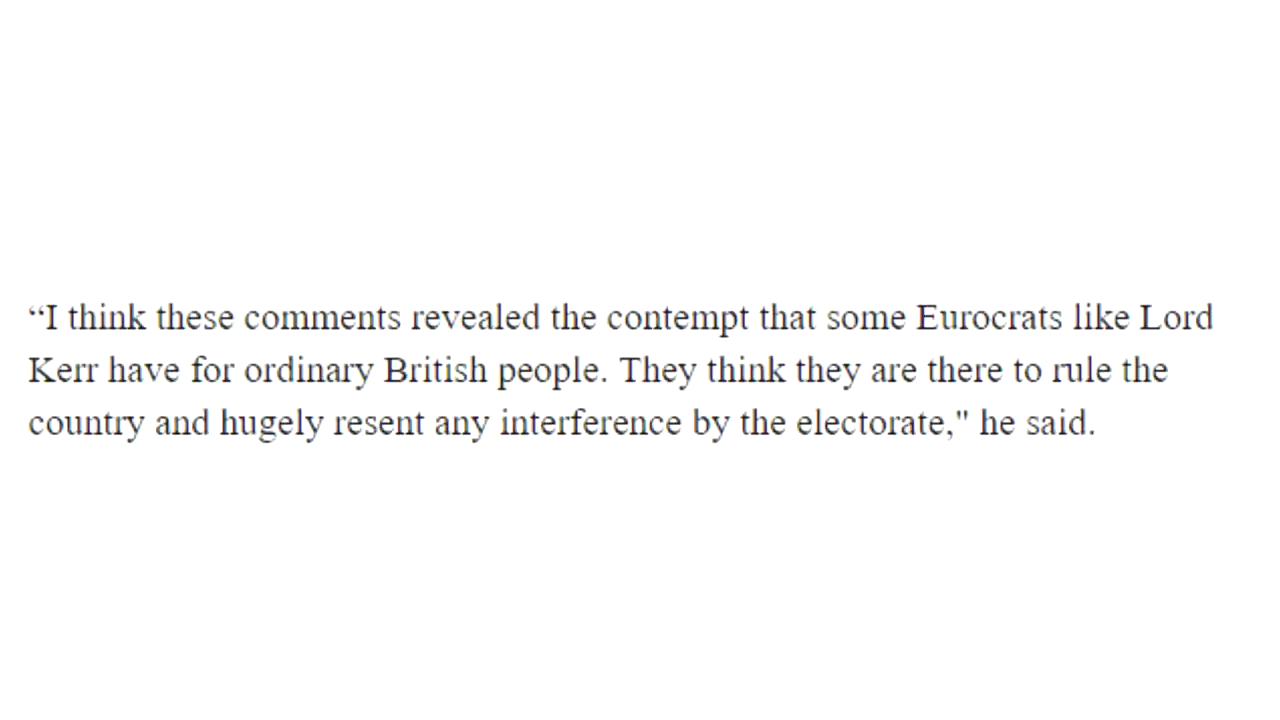 “I think these comments revealed the contempt that some Eurocrats like Lord
Kerr have for ordinary British people. They think they are there to rule the
country and hugely resent any interference by the electorate," he said.